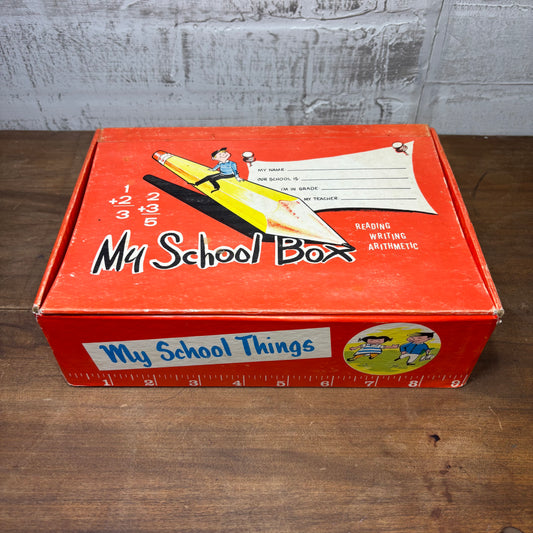 MY NAME
OUR SCHOOL IS
I'M IN GRADE
MY TEACHER
1
+2
3
2
+3
5
READING
WRITING
ARITHMETIC
My School Box
My School Things
1 2 3 4 5 6 7 8 9